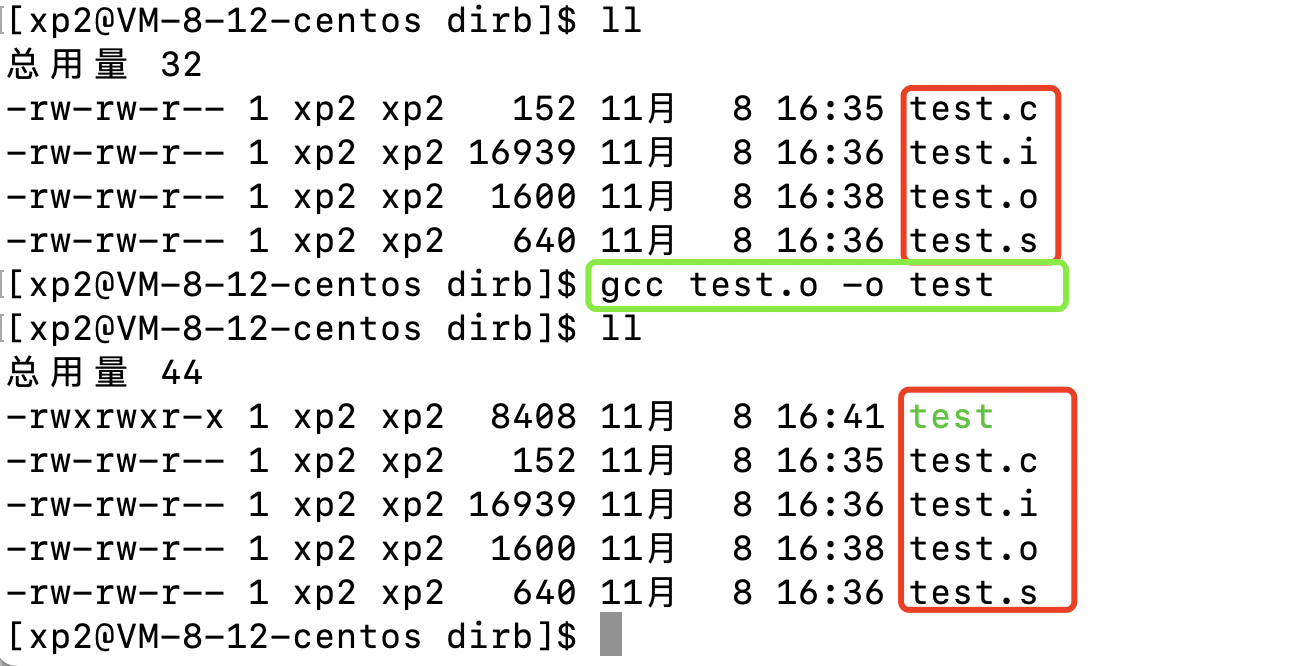 [xp2@VM-8-12-centos dirb]$ ll
总用量 32
-rw-rw-r-- 1 xp2 xp2   152 11月   8 16:35 test.c
-rw-rw-r-- 1 xp2 xp2 16939 11月   8 16:36 test.i
-rw-rw-r-- 1 xp2 xp2  1600 11月   8 16:38 test.o
-rw-rw-r-- 1 xp2 xp2   640 11月   8 16:36 test.s
[xp2@VM-8-12-centos dirb]$ gcc test.o -o test
[xp2@VM-8-12-centos dirb]$ ll
总用量 44
-rwxrwxr-x 1 xp2 xp2  8408 11月   8 16:41 test
-rw-rw-r-- 1 xp2 xp2   152 11月   8 16:35 test.c
-rw-rw-r-- 1 xp2 xp2 16939 11月   8 16:36 test.i
-rw-rw-r-- 1 xp2 xp2  1600 11月   8 16:38 test.o
-rw-rw-r-- 1 xp2 xp2   640 11月   8 16:36 test.s
[xp2@VM-8-12-centos dirb]$